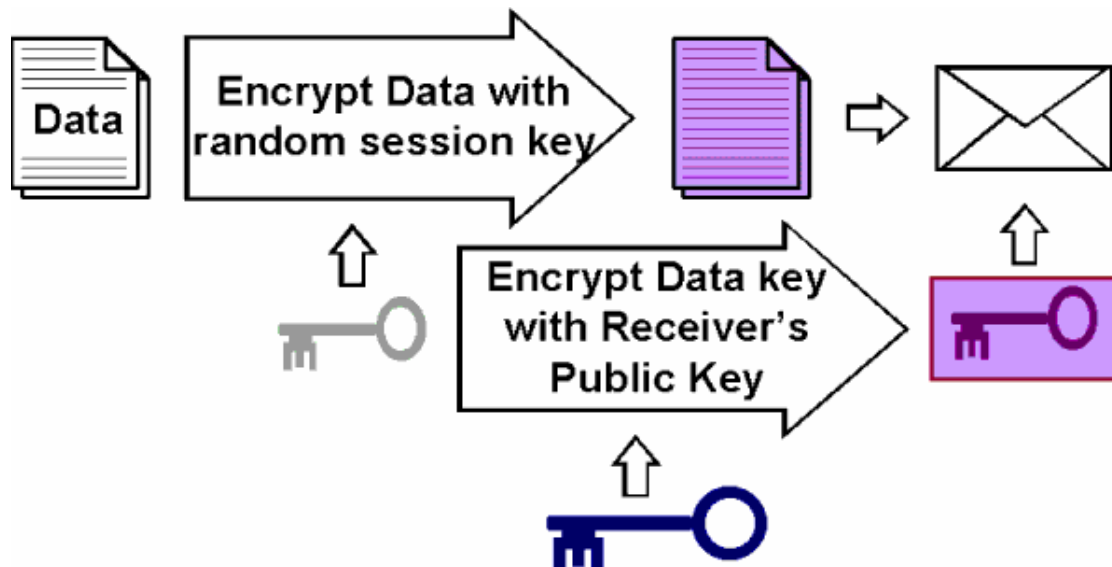 Data
Encrypt Data with
random session key
Encrypt Data key
with Receiver's
Public Key